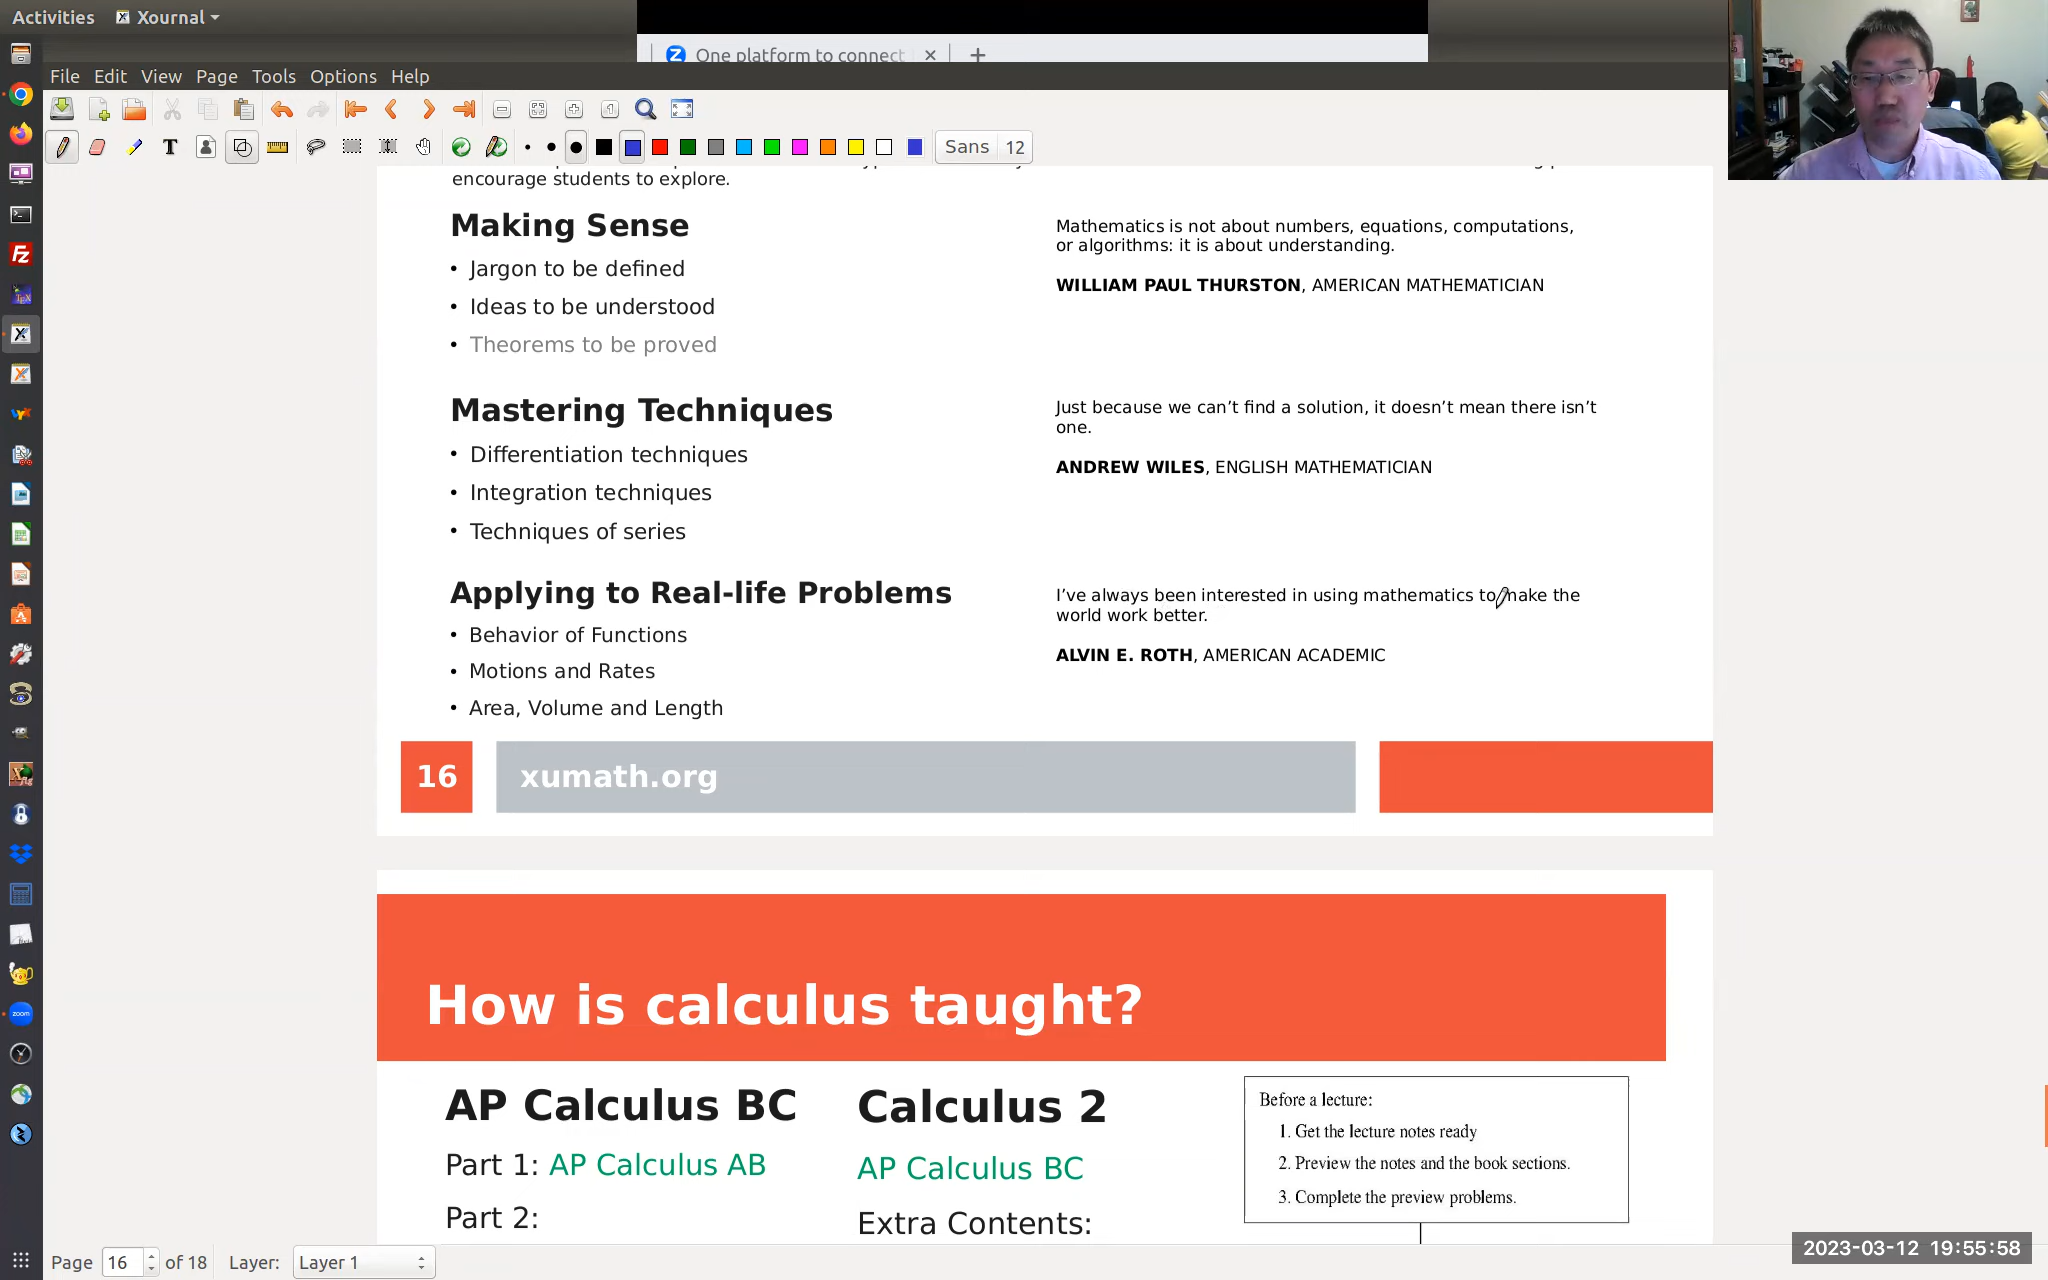 Activities
Xournal
One platform to connect
File Edit View Page Tools Options Help
Sans 12
encourage students to explore.
Making Sense
• Jargon to be defined
• Ideas to be understood
• Theorems to be proved
Mathematics is not about numbers, equations, computations,
or algorithms: it is about understanding.
WILLIAM PAUL THURSTON, AMERICAN MATHEMATICIAN
Mastering Techniques
• Differentiation techniques
• Integration techniques
• Techniques of series
Just because we can’t find a solution, it doesn’t mean there isn’t
one.
ANDREW WILES, ENGLISH MATHEMATICIAN
Applying to Real-life Problems
• Behavior of Functions
• Motions and Rates
• Area, Volume and Length
I’ve always been interested in using mathematics to make the
world work better.
ALVIN E. ROTH, AMERICAN ACADEMIC
16
xumath.org
How is calculus taught?
AP Calculus BC
Part 1: AP Calculus AB
Part 2:
Calculus 2
AP Calculus BC
Extra Contents:
Before a lecture:
1. Get the lecture notes ready
2. Preview the notes and the book sections.
3. Complete the preview problems.
Page 16 of 18 Layer: Layer 1
2023-03-12 19:55:58